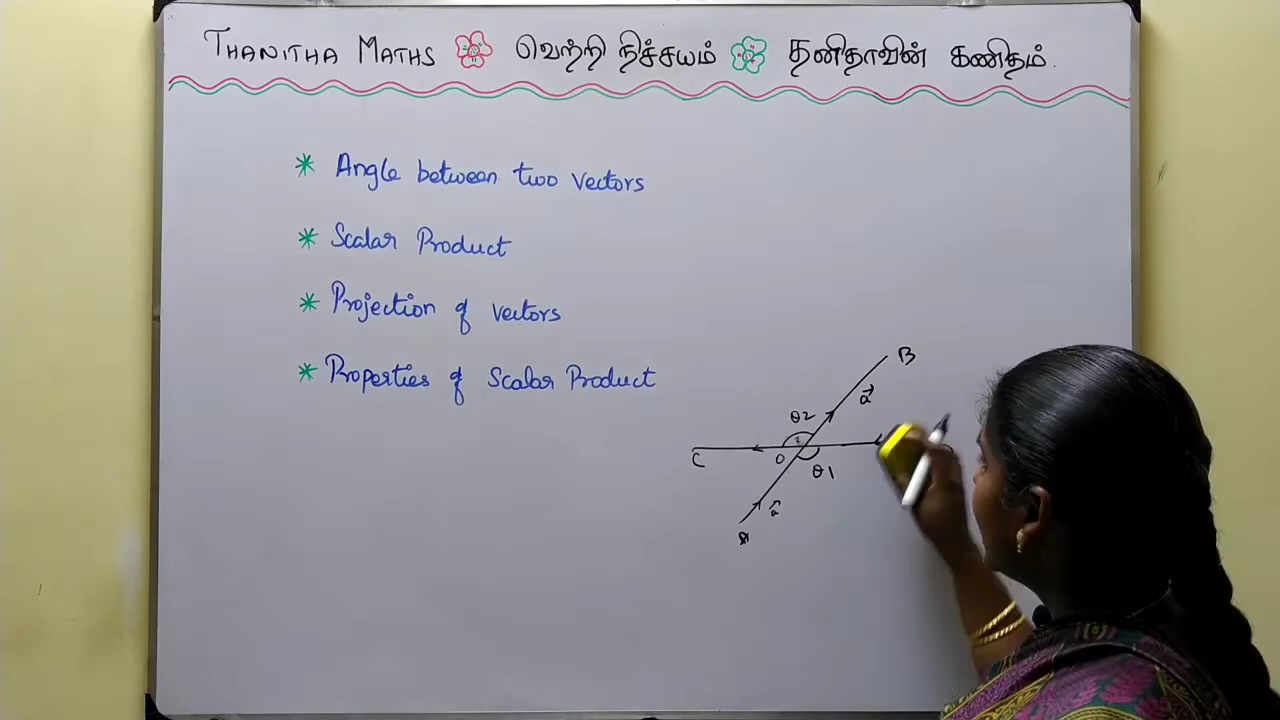 THANITHA MATHS வெற்றி நிச்சயம் தனிதாவின் கணிதம்.
* Angle between two vectors
* Scalar Product
* Projection of vectors
* Properties of Scalar Product
B
a⃗
θ2
C
O
θ1
a⃗